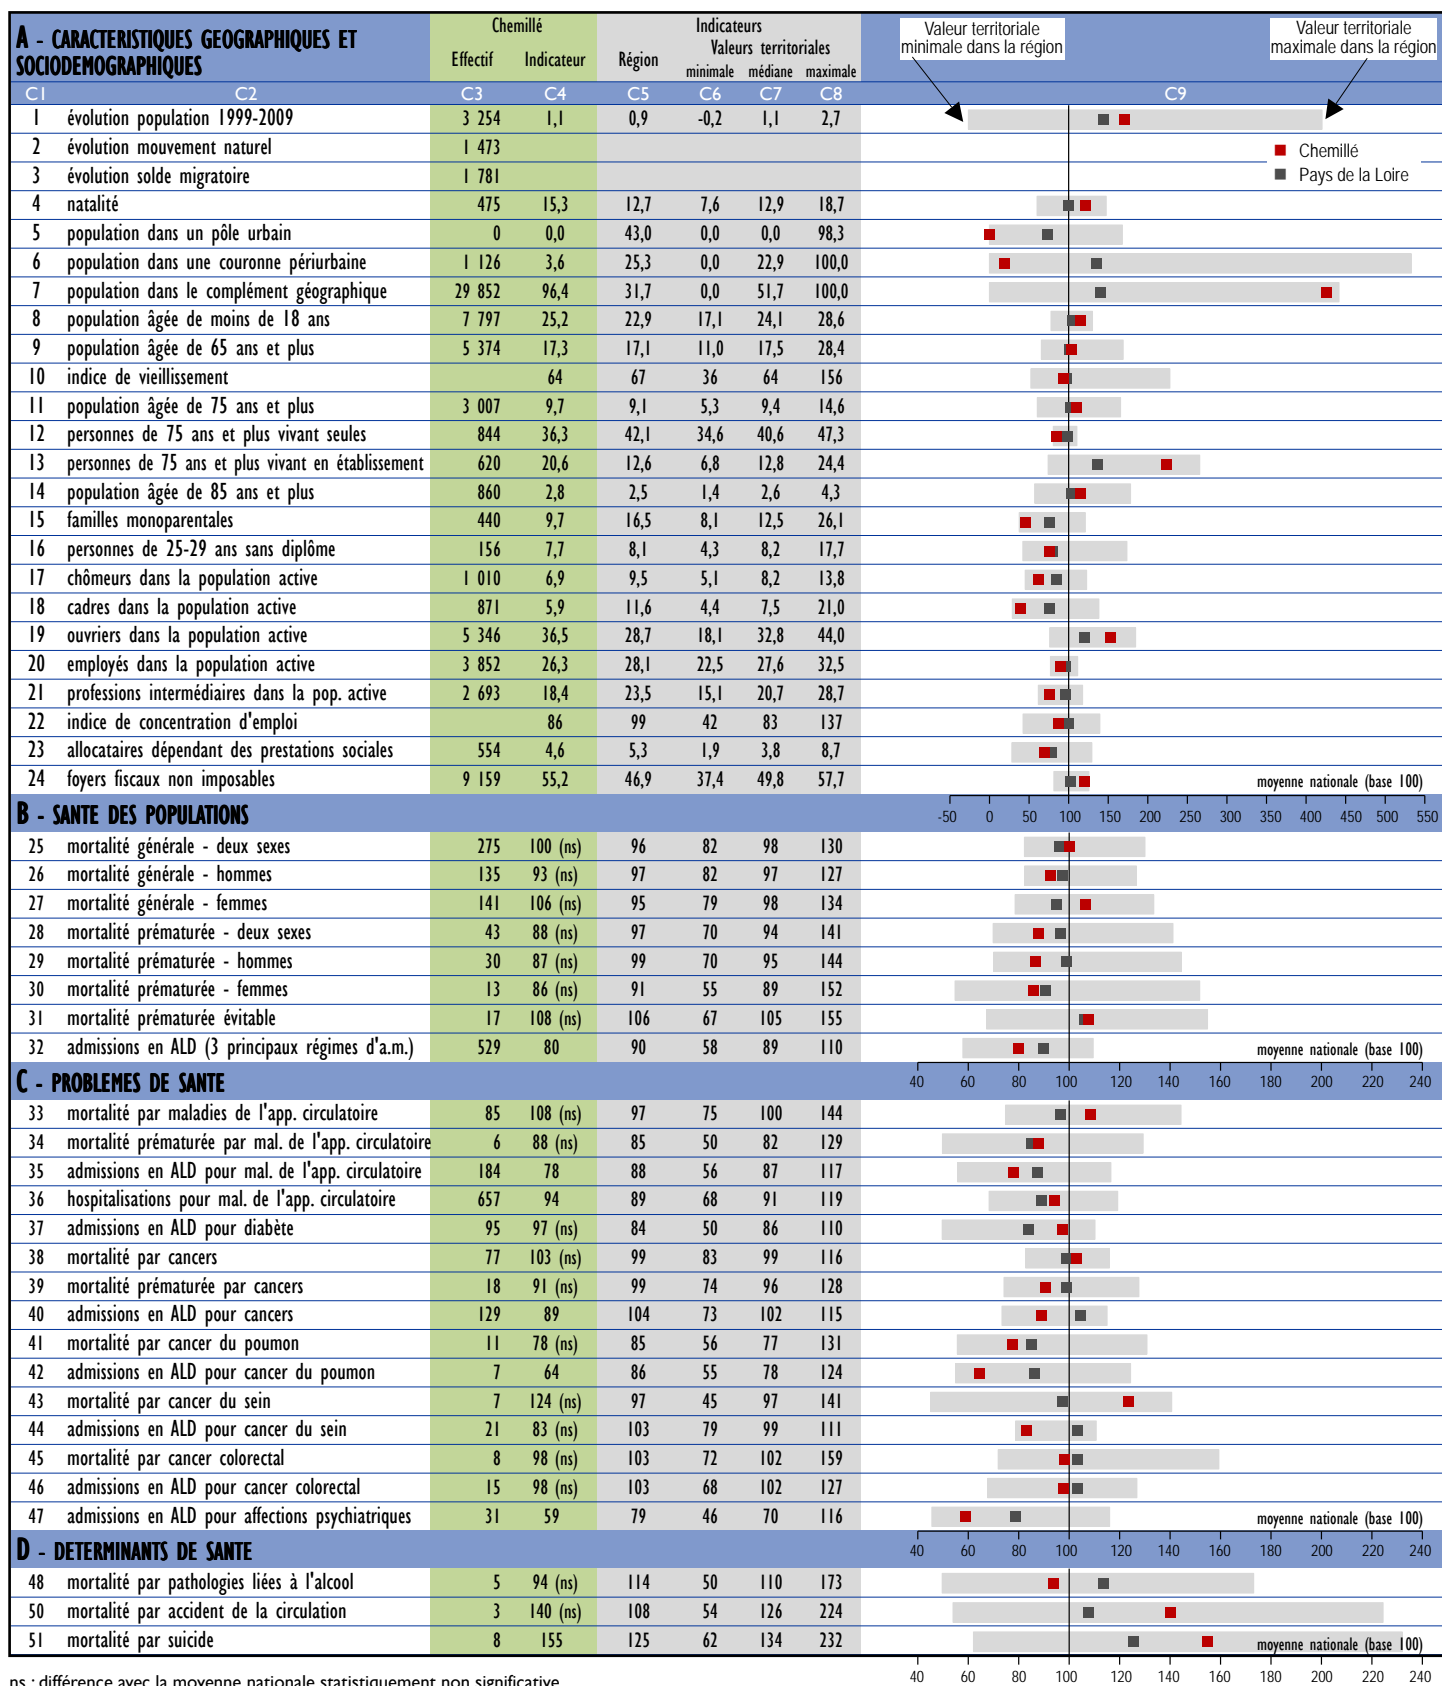 A - CARACTERISTIQUES GEOGRAPHIQUES ET SOCIODEMOGRAPHIQUES
Chemillé
Effectif Indicateur
Indicateurs
Région
Valeurs territoriales
minimale médiane maximale
Valeur territoriale minimale dans la région
Valeur territoriale maximale dans la région
C1 C2 C3 C4 C5 C6 C7 C8 C9
1 évolution population 1999-2009 3 254 1,1 0,9 -0,2 1,1 2,7
2 évolution mouvement naturel 1 473
3 évolution solde migratoire 1 781
Chemillé
Pays de la Loire
4 natalité 475 15,3 12,7 7,6 12,9 18,7
5 population dans un pôle urbain 0 0,0 43,0 0,0 0,0 98,3
6 population dans une couronne périurbaine 1 126 3,6 25,3 0,0 22,9 100,0
7 population dans le complément géographique 29 852 96,4 31,7 0,0 51,7 100,0
8 population âgée de moins de 18 ans 7 797 25,2 22,9 17,1 24,1 28,6
9 population âgée de 65 ans et plus 5 374 17,3 17,1 11,0 17,5 28,4
10 indice de vieillissement 64 67 36 64 156
11 population âgée de 75 ans et plus 3 007 9,7 9,1 5,3 9,4 14,6
12 personnes de 75 ans et plus vivant seules 844 36,3 42,1 34,6 40,6 47,3
13 personnes de 75 ans et plus vivant en établissement 620 20,6 12,6 6,8 12,8 24,4
14 population âgée de 85 ans et plus 860 2,8 2,5 1,4 2,6 4,3
15 familles monoparentales 440 9,7 16,5 8,1 12,5 26,1
16 personnes de 25-29 ans sans diplôme 156 7,7 8,1 4,3 8,2 17,7
17 chômeurs dans la population active 1 010 6,9 9,5 5,1 8,2 13,8
18 cadres dans la population active 871 5,9 11,6 4,4 7,5 21,0
19 ouvriers dans la population active 5 346 36,5 28,7 18,1 32,8 44,0
20 employés dans la population active 3 852 26,3 28,1 22,5 27,6 32,5
21 professions intermédiaires dans la pop. active 2 693 18,4 23,5 15,1 20,7 28,7
22 indice de concentration d'emploi 86 99 42 83 137
23 allocataires dépendant des prestations sociales 554 4,6 5,3 1,9 3,8 8,7
24 foyers fiscaux non imposables 9 159 55,2 46,9 37,4 49,8 57,7 moyenne nationale (base 100)
B - SANTE DES POPULATIONS
-50 0 50 100 150 200 250 300 350 400 450 500 550
25 mortalité générale - deux sexes 275 100 (ns) 96 82 98 130
26 mortalité générale - hommes 135 93 (ns) 97 82 97 127
27 mortalité générale - femmes 141 106 (ns) 95 79 98 134
28 mortalité prématurée - deux sexes 43 88 (ns) 97 70 94 141
29 mortalité prématurée - hommes 30 87 (ns) 99 70 95 144
30 mortalité prématurée - femmes 13 86 (ns) 91 55 89 152
31 mortalité prématurée évitable 17 108 (ns) 106 67 105 155
32 admissions en ALD (3 principaux régimes d'a.m.) 529 80 90 58 89 110 moyenne nationale (base 100)
C - PROBLEMES DE SANTE
40 60 80 100 120 140 160 180 200 220 240
33 mortalité par maladies de l'app. circulatoire 85 108 (ns) 97 75 100 144
34 mortalité prématurée par mal. de l'app. circulatoire 6 88 (ns) 85 50 82 129
35 admissions en ALD pour mal. de l'app. circulatoire 184 78 88 56 87 117
36 hospitalisations pour mal. de l'app. circulatoire 657 94 89 68 91 119
37 admissions en ALD pour diabète 95 97 (ns) 84 50 86 110
38 mortalité par cancers 77 103 (ns) 99 83 99 116
39 mortalité prématurée par cancers 18 91 (ns) 99 74 96 128
40 admissions en ALD pour cancers 129 89 104 73 102 115
41 mortalité par cancer du poumon 11 78 (ns) 85 56 77 131
42 admissions en ALD pour cancer du poumon 7 64 86 55 78 124
43 mortalité par cancer du sein 7 124 (ns) 97 45 97 141
44 admissions en ALD pour cancer du sein 21 83 (ns) 103 79 99 111
45 mortalité par cancer colorectal 8 98 (ns) 103 72 102 159
46 admissions en ALD pour cancer colorectal 15 98 (ns) 103 68 102 127
47 admissions en ALD pour affections psychiatriques 31 59 79 46 70 116 moyenne nationale (base 100)
D - DETERMINANTS DE SANTE
40 60 80 100 120 140 160 180 200 220 240
48 mortalité par pathologies liées à l'alcool 5 94 (ns) 114 50 110 173
50 mortalité par accident de la circulation 3 140 (ns) 108 54 126 224
51 mortalité par suicide 8 155 125 62 134 232 moyenne nationale (base 100)
40 60 80 100 120 140 160 180 200 220 240
ns : différence avec la moyenne nationale statistiquement non significative